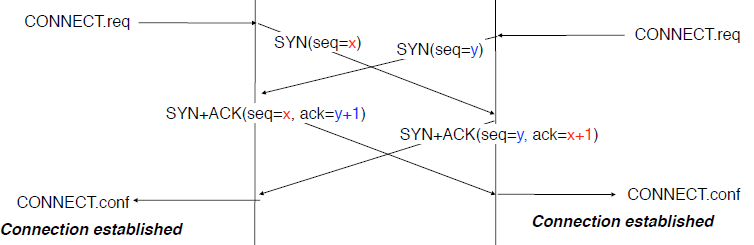 CONNECT.req
SYN(seq=x)
SYN(seq=y)
CONNECT.req
SYN+ACK(seq=x, ack=y+1)
SYN+ACK(seq=y, ack=x+1)
CONNECT.conf
CONNECT.conf
Connection established
Connection established